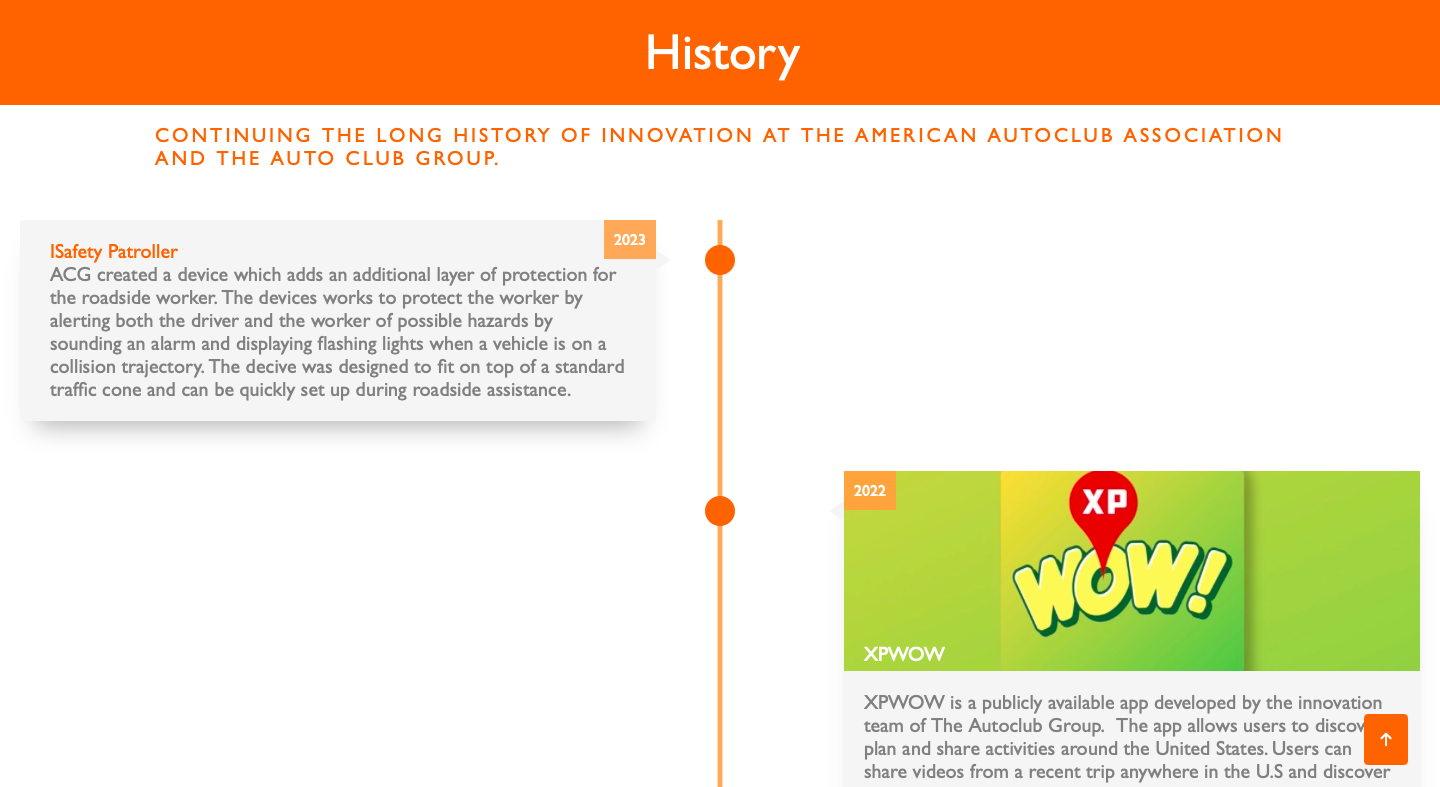 History
CONTINUING THE LONG HISTORY OF INNOVATION AT THE AMERICAN AUTOCLUB ASSOCIATION
AND THE AUTO CLUB GROUP.
2023
ISafety Patroller
ACG created a device which adds an additional layer of protection for
the roadside worker. The devices works to protect the worker by
alerting both the driver and the worker of possible hazards by
sounding an alarm and displaying flashing lights when a vehicle is on a
collision trajectory. The decive was designed to fit on top of a standard
traffic cone and can be quickly set up during roadside assistance.
2022
XP
WOW!
XPWOW
XPWOW is a publicly available app developed by the innovation
team of The Autoclub Group. The app allows users to
plan and share activities around the United States. Users can
share videos from a recent trip anywhere in the U.S and discover